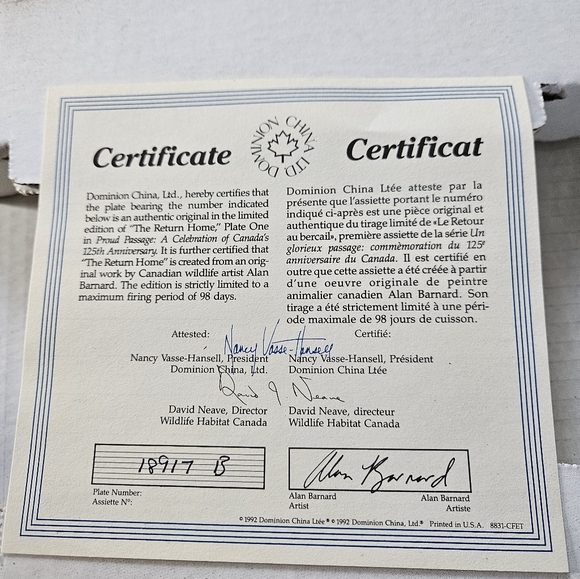 Certificate
DOMINION CHINA LTD
Certificat
Dominion China, Ltd., hereby certifies that
the plate bearing the number indicated
below is an authentic original in the limited
edition of "The Return Home," Plate One
in Proud Passage: A Celebration of Canada's
125th Anniversary. It is further certified that
"The Return Home" is created from an orig-
inal work by Canadian wildlife artist Alan
Barnard. The edition is strictly limited to a
maximum firing period of 98 days.
Dominion China Ltée atteste par la
présente que l'assiette portant le numéro
indiqué ci-après est une pièce original et
authentique du tirage limité de «Le Retour
au bercail», première assiette de la série Un
glorieux passage: commémoration du 125e
anniversaire du Canada. Il est certifié en
outre que cette assiette a été créée à partir
d'une oeuvre originale de peintre
animalier canadien Alan Barnard. Son
tirage a été strictement limité à une péri-
ode maximale de 98 jours de cuisson.
Attested:
Certifié:
Nancy Vasse-Hansell
Nancy Vasse-Hansell, President
Dominion China, Ltd.
Nancy Vasse-Hansell, Président
Dominion China Ltée
David J Neave
David Neave, Director
Wildlife Habitat Canada
David Neave, directeur
Wildlife Habitat Canada
18917 B
Plate Number:
Assiette N°:
Alan Barnard
Alan Barnard
Artist
Alan Barnard
Artiste
© 1992 Dominion China Ltée® © 1992 Dominion China, Ltd.® Printed in U.S.A. 8831-CFET